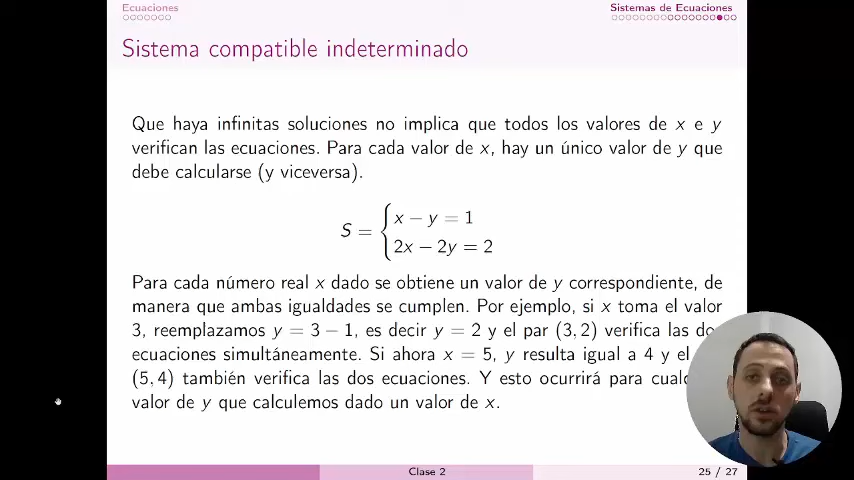 Ecuaciones
Sistemas de Ecuaciones
Sistema compatible indeterminado
Que haya infinitas soluciones no implica que todos los valores de x e y
verifican las ecuaciones. Para cada valor de x, hay un único valor de y que
debe calcularse (y viceversa).
S = { x − y = 1
2x − 2y = 2
Para cada número real x dado se obtiene un valor de y correspondiente, de
manera que ambas igualdades se cumplen. Por ejemplo, si x toma el valor
3, reemplazamos y = 3 − 1, es decir y = 2 y el par (3, 2) verifica las
ecuaciones simultáneamente. Si ahora x = 5, y resulta igual a 4 y el
(5, 4) también verifica las dos ecuaciones. Y esto ocurrirá para
valor de y que calculemos dado un valor de x.
Clase 2
25 / 27